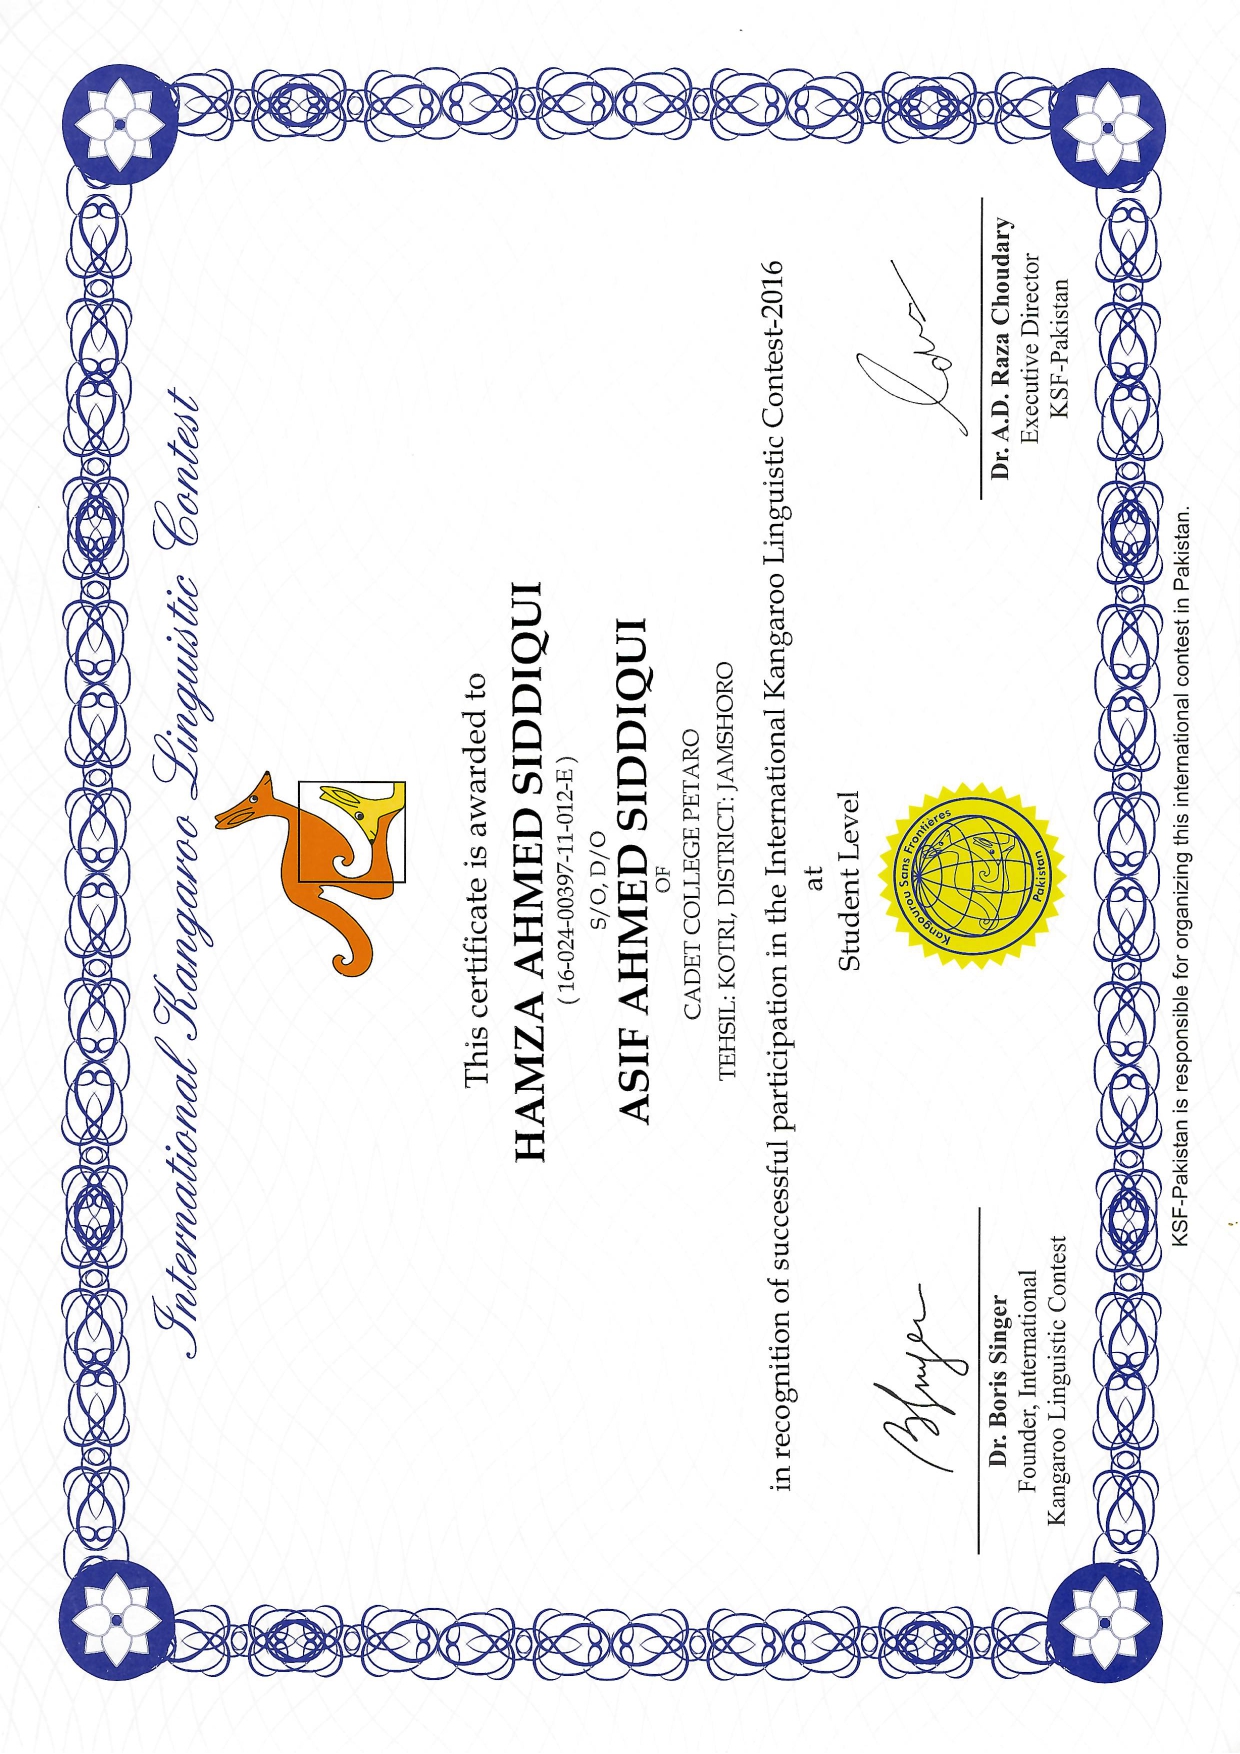 International Kangaroo Linguistic Contest
This certificate is awarded to
HAMZA AHMED SIDDIQUI
( 16-024-00397-11-012-E )
S/O, D/O
ASIF AHMED SIDDIQUI
OF
CADET COLLEGE PETARO
TEHSIL: KOTRI, DISTRICT: JAMSHORO
in recognition of successful participation in the International Kangaroo Linguistic Contest-2016
at
Student Level
BSinger
Kangourou Sans Frontières
Pakistan
Dr. Boris Singer
Founder, International
Kangaroo Linguistic Contest
Dr. A.D. Raza Choudary
Executive Director
KSF-Pakistan
KSF-Pakistan is responsible for organizing this international contest in Pakistan.